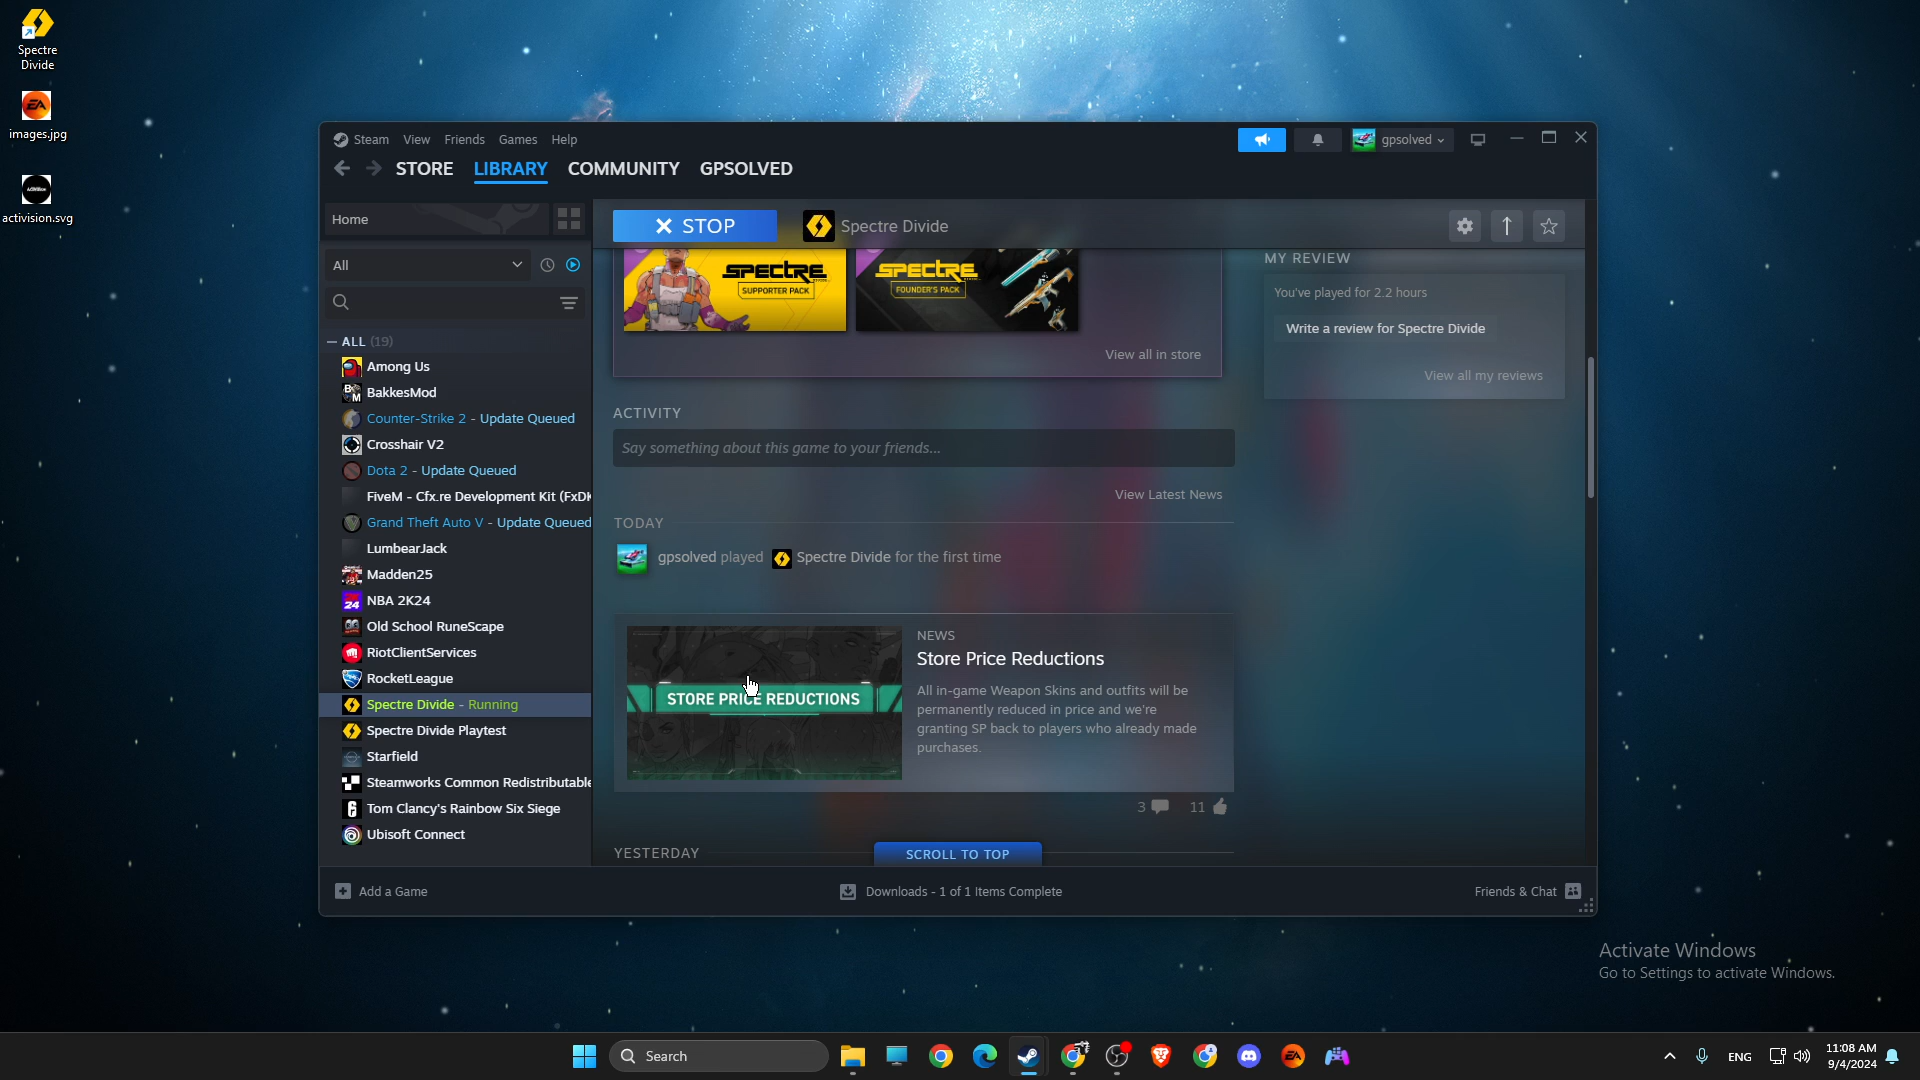 Spectre
Divide
images.jpg
activision.svg
Steam View Friends Games Help
gpsolved
STORE LIBRARY COMMUNITY GPSOLVED
Home
All
ALL (19)
Among Us
BakkesMod
Counter-Strike 2 - Update Queued
Crosshair V2
Dota 2 - Update Queued
FiveM - Cfx.re Development Kit (FxDK
Grand Theft Auto V - Update Queued
LumbearJack
Madden25
NBA 2K24
Old School RuneScape
RiotClientServices
RocketLeague
Spectre Divide - Running
Spectre Divide Playtest
Starfield
Steamworks Common Redistributable
Tom Clancy's Rainbow Six Siege
Ubisoft Connect
STOP
Spectre Divide
SPECTRE
SUPPORTER PACK
SPECTRE
FOUNDER'S PACK
View all in store
MY REVIEW
You've played for 2.2 hours
Write a review for Spectre Divide
View all my reviews
ACTIVITY
Say something about this game to your friends...
View Latest News
TODAY
gpsolved played Spectre Divide for the first time
STORE PRICE REDUCTIONS
NEWS
Store Price Reductions
All in-game Weapon Skins and outfits will be
permanently reduced in price and we're
granting SP back to players who already made
purchases.
3 11
YESTERDAY
SCROLL TO TOP
Add a Game
Downloads - 1 of 1 Items Complete
Friends & Chat
Activate Windows
Go to Settings to activate Windows.
Search
ENG
11:08 AM
9/4/2024